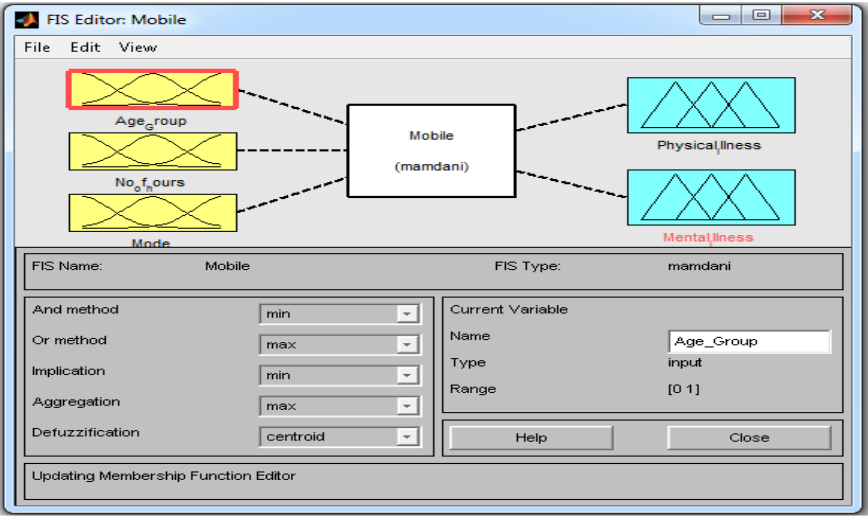 FIS Editor: Mobile
File Edit View
Age_Group
No_of_hours
Mode
Mobile
(mamdani)
Physical_Illness
Mental_Illness
FIS Name: Mobile FIS Type: mamdani
And method min
Or method max
Implication min
Aggregation max
Defuzzification centroid
Current Variable
Name Age_Group
Type input
Range [0 1]
Help Close
Updating Membership Function Editor